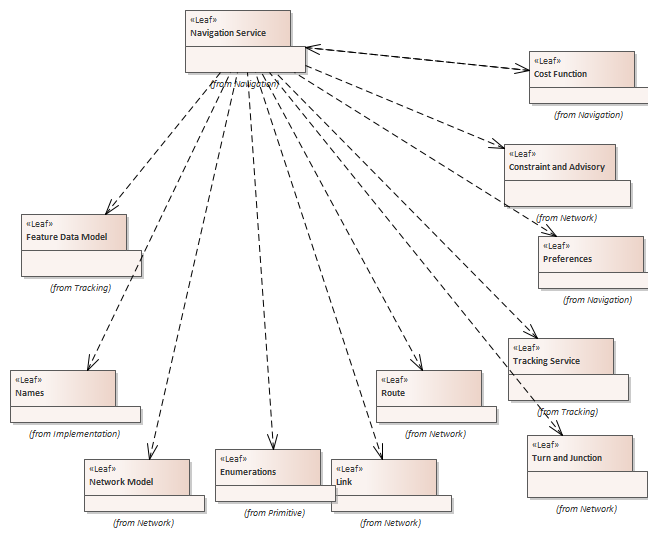 «Leaf»
Navigation Service
(from Navigation)
«Leaf»
Cost Function
(from Navigation)
«Leaf»
Constraint and Advisory
(from Network)
«Leaf»
Feature Data Model
(from Tracking)
«Leaf»
Preferences
(from Navigation)
«Leaf»
Tracking Service
(from Tracking)
«Leaf»
Names
(from Implementation)
«Leaf»
Route
(from Network)
«Leaf»
Turn and Junction
(from Network)
«Leaf»
Network Model
(from Network)
«Leaf»
Enumerations
(from Primitive)
«Leaf»
Link
(from Network)